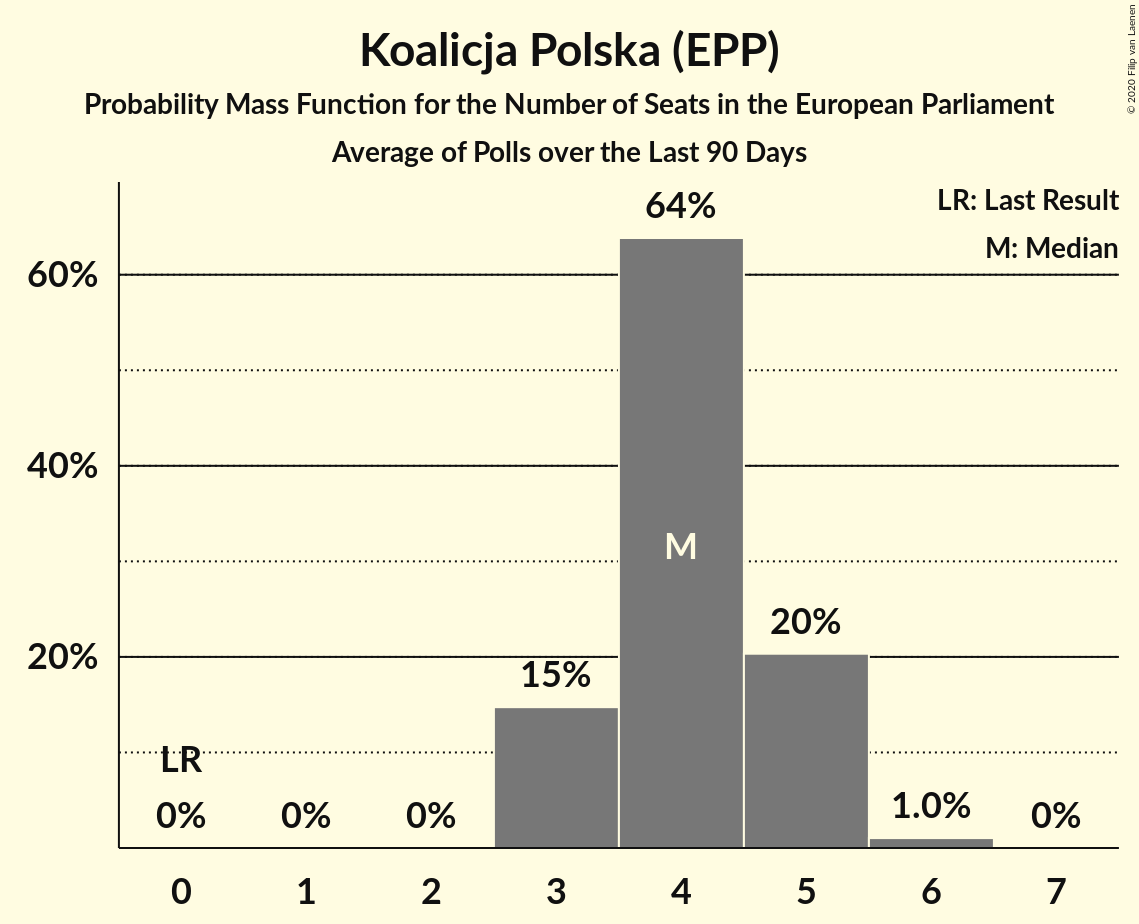 Koalicja Polska (EPP)
Probability Mass Function for the Number of Seats in the European Parliament
Average of Polls over the Last 90 Days
© 2020 Filip van Laenen
LR: Last Result
M: Median
64%
60%
40%
M
20%
20%
15%
LR
0%
0%
0%
1.0%
0%
0 1 2 3 4 5 6 7